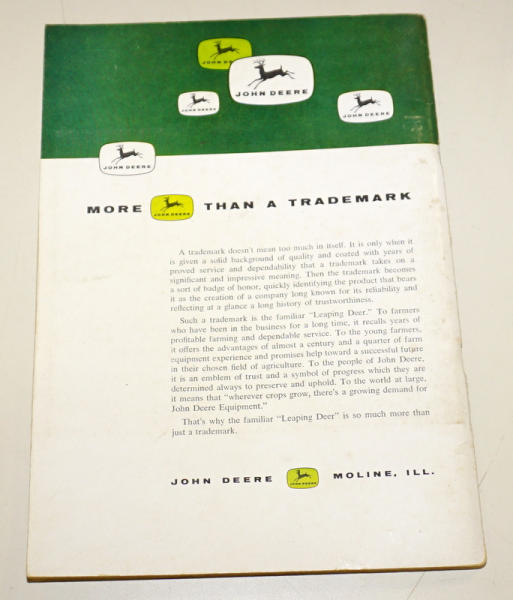 JOHN DEERE
JOHN DEERE
JOHN DEERE
JOHN DEERE
JOHN DEERE
MORE JOHN DEERE THAN A TRADEMARK
A trademark doesn't mean too much in itself. It is only when it
is given a solid background of quality and coated with years of
proved service and dependability that a trademark takes on a
significant and impressive meaning. Then the trademark becomes
a sort of badge of honor, quickly identifying the product that bears
it as the creation of a company long known for its reliability and
reflecting at a glance a long history of trustworthiness.
Such a trademark is the familiar “Leaping Deer.” To farmers
who have been in the business for a long time, it recalls years of
profitable farming and dependable service. To the young farmers,
it offers the advantages of almost a century and a quarter of farm
equipment experience and promises help toward a successful future
in their chosen field of agriculture. To the people of John Deere,
it is an emblem of trust and a symbol of progress which they are
determined always to preserve and uphold. To the world at large,
it means that “wherever crops grow, there's a growing demand for
John Deere Equipment.”
That's why the familiar “Leaping Deer” is so much more than
just a trademark.
JOHN DEERE JOHN DEERE MOLINE, ILL.